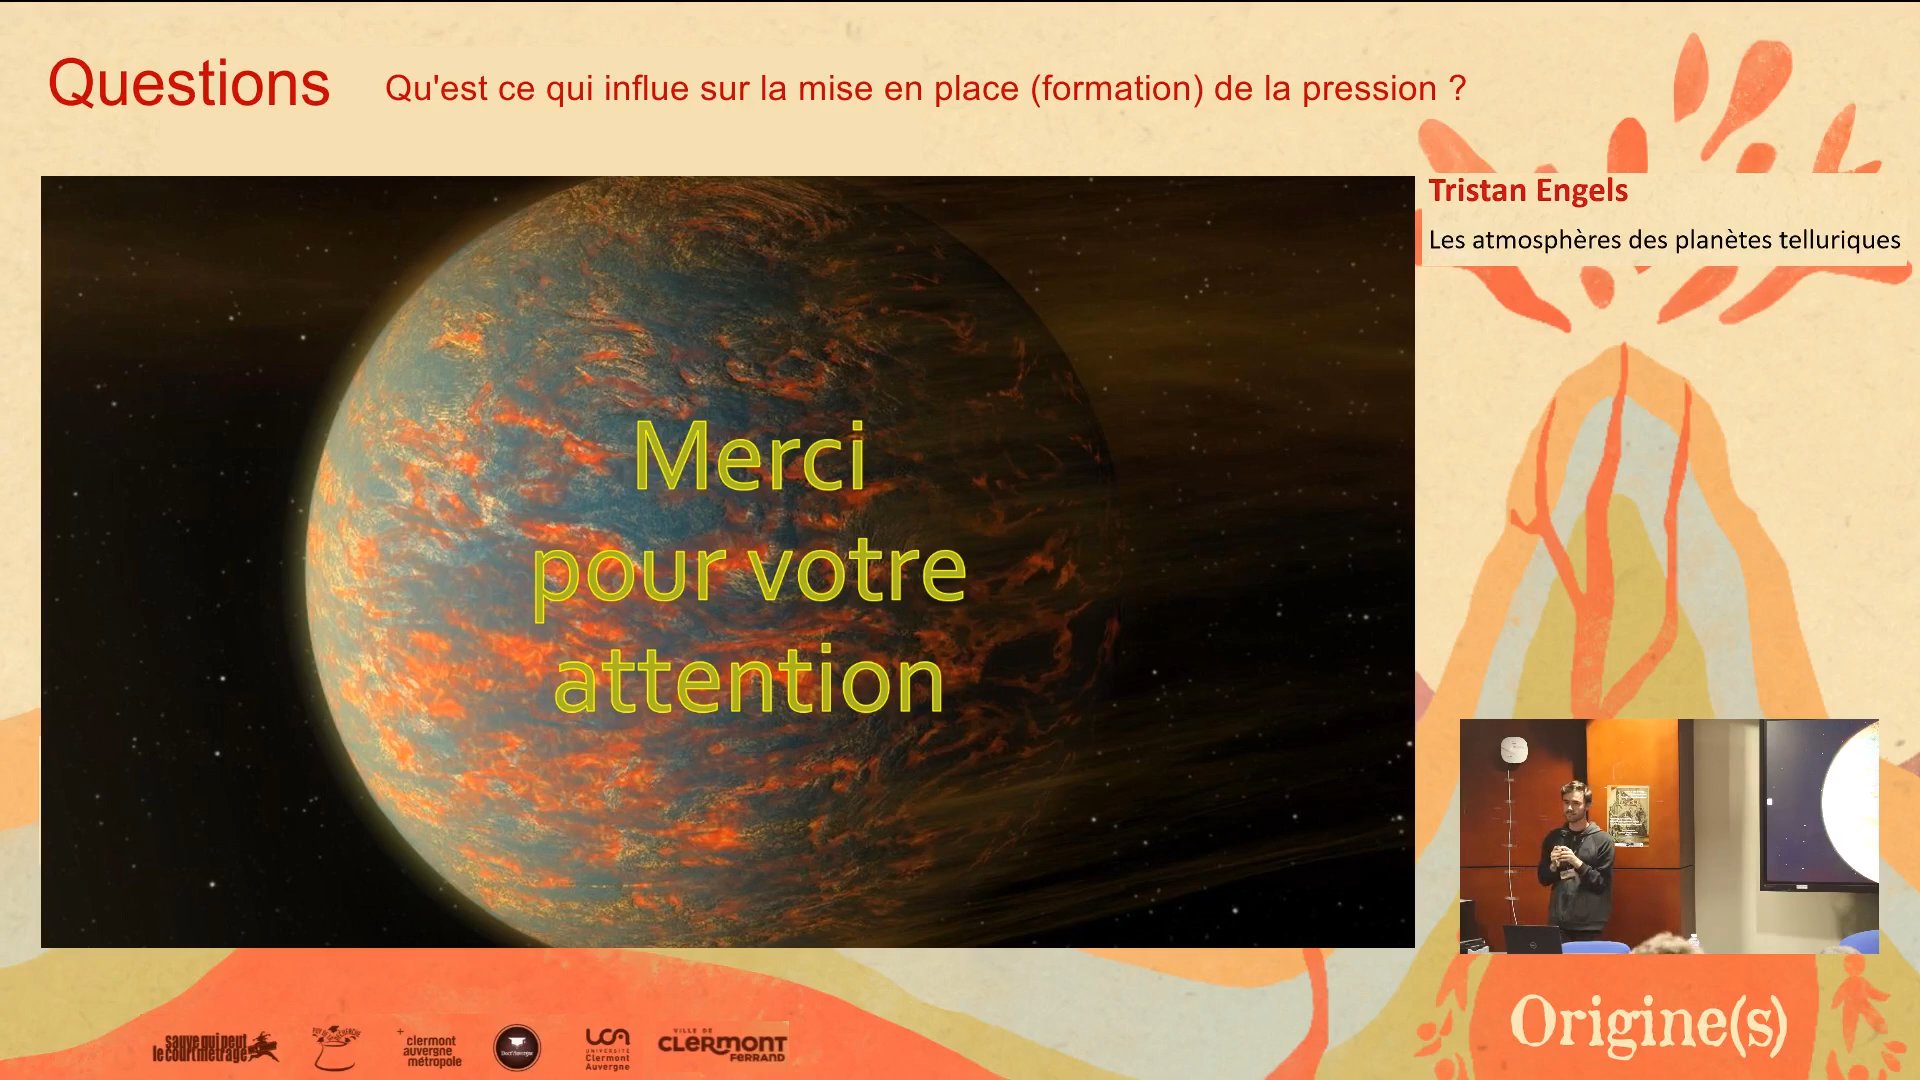 Questions
Qu'est ce qui influe sur la mise en place (formation) de la pression ?
Tristan Engels
Les atmosphères des planètes telluriques
Merci
pour votre
attention
Origine(s)
sauve qui peut
le court métrage
clermont
auvergne
métropole
UCA
UNIVERSITÉ
Clermont
Auvergne
VILLE DE
CLERMONT
FERRAND